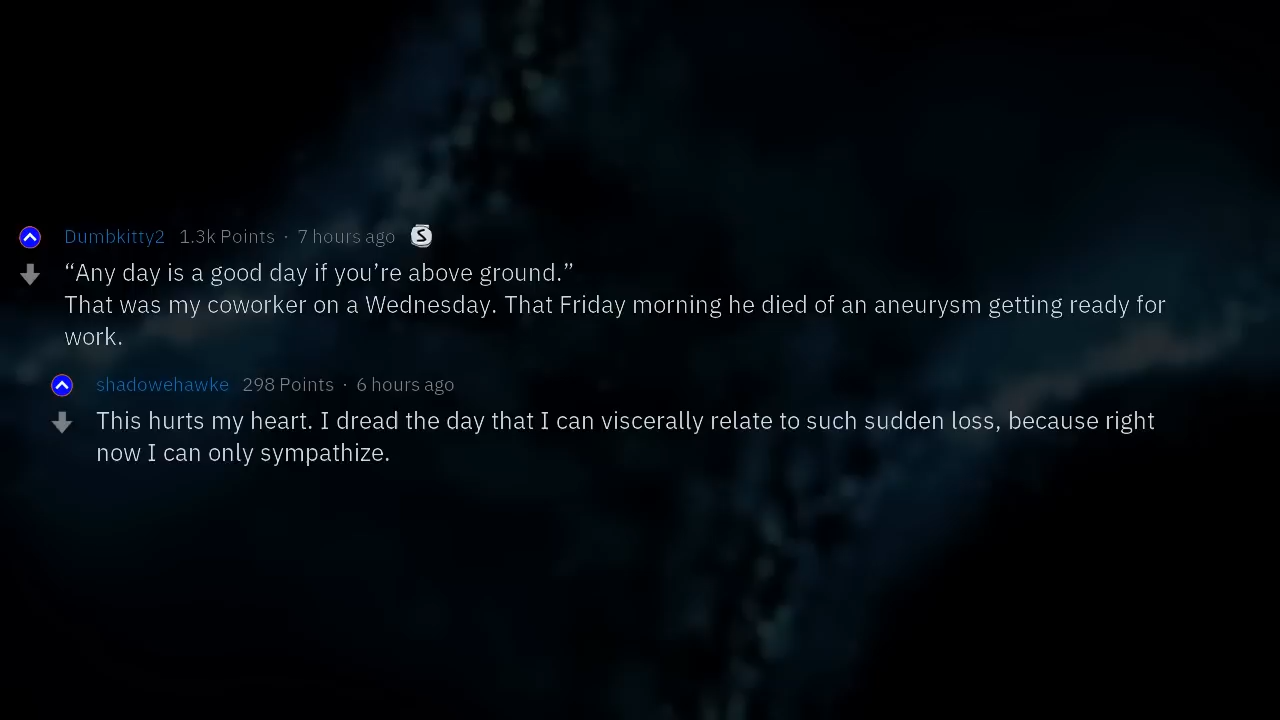 Dumbkitty2 1.3k Points · 7 hours ago S
“Any day is a good day if you’re above ground.”
That was my coworker on a Wednesday. That Friday morning he died of an aneurysm getting ready for
work.
shadowehawke 298 Points · 6 hours ago
This hurts my heart. I dread the day that I can viscerally relate to such sudden loss, because right
now I can only sympathize.